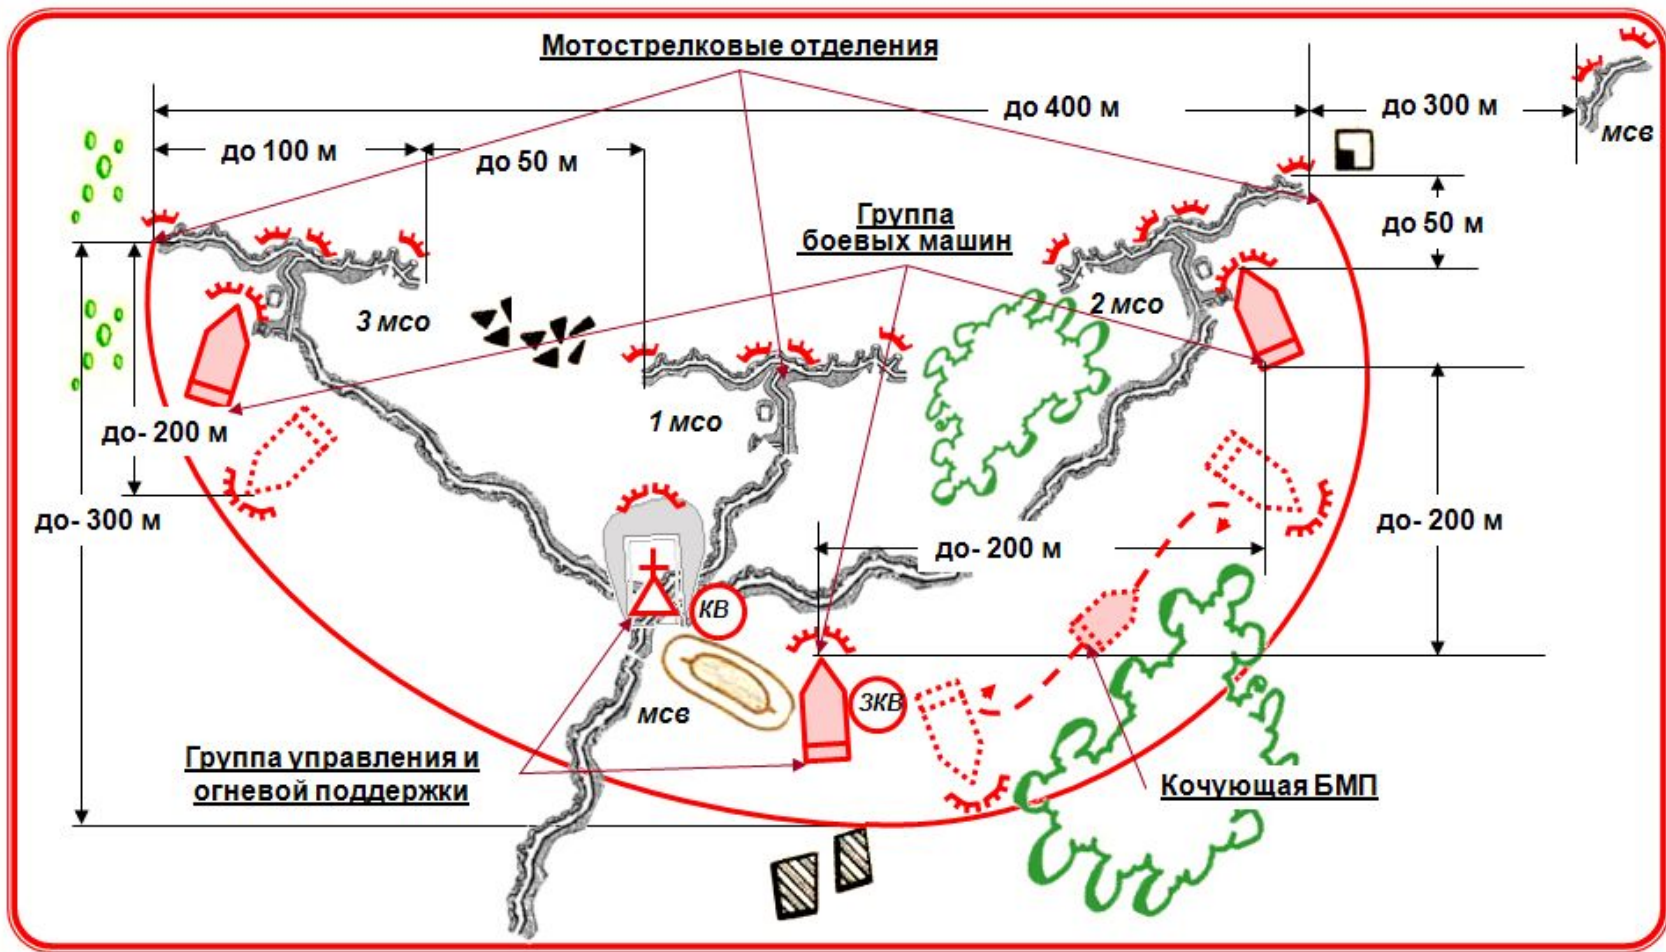 Мотострелковые отделения
до 400 м
до 300 м
мсв
до 100 м
до 50 м
Группа
боевых машин
до 50 м
3 мсо
2 мсо
1 мсо
до- 200 м
до- 300 м
до- 200 м
до- 200 м
КВ
ЗКВ
мсв
Группа управления и
огневой поддержки
Кочующая БМП